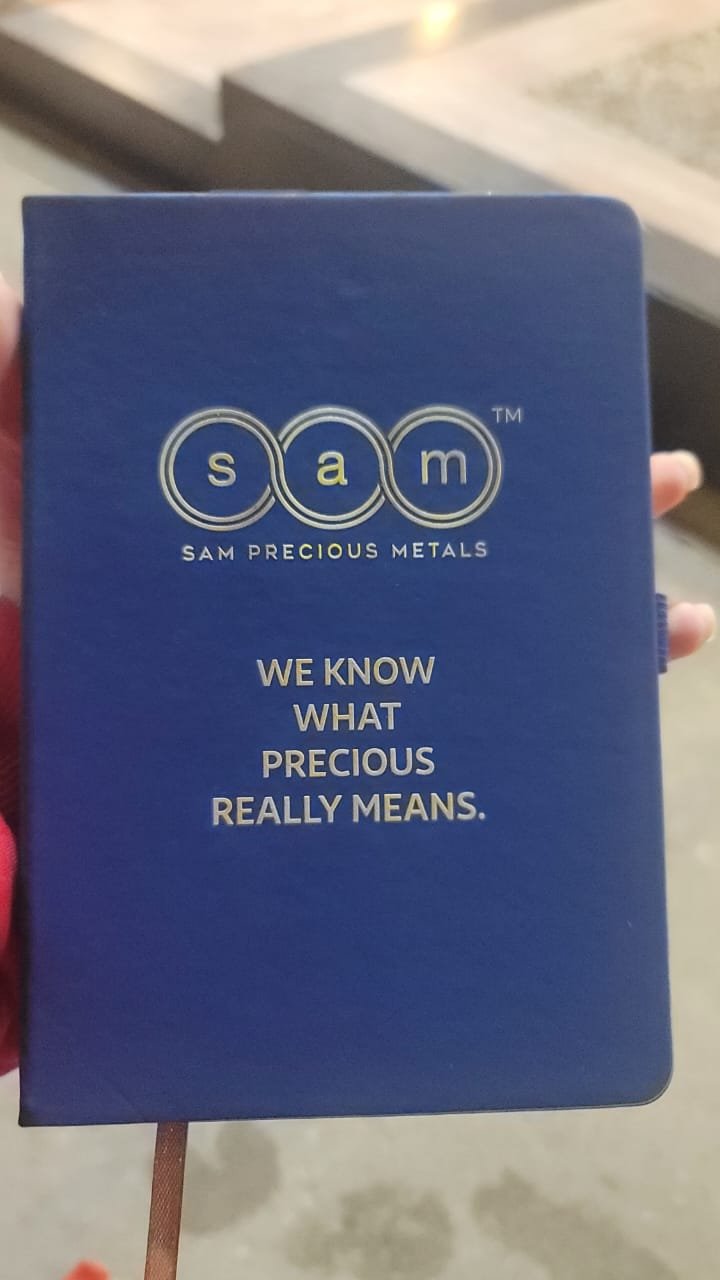 s a m ™
SAM PRECIOUS METALS
WE KNOW
WHAT
PRECIOUS
REALLY MEANS.